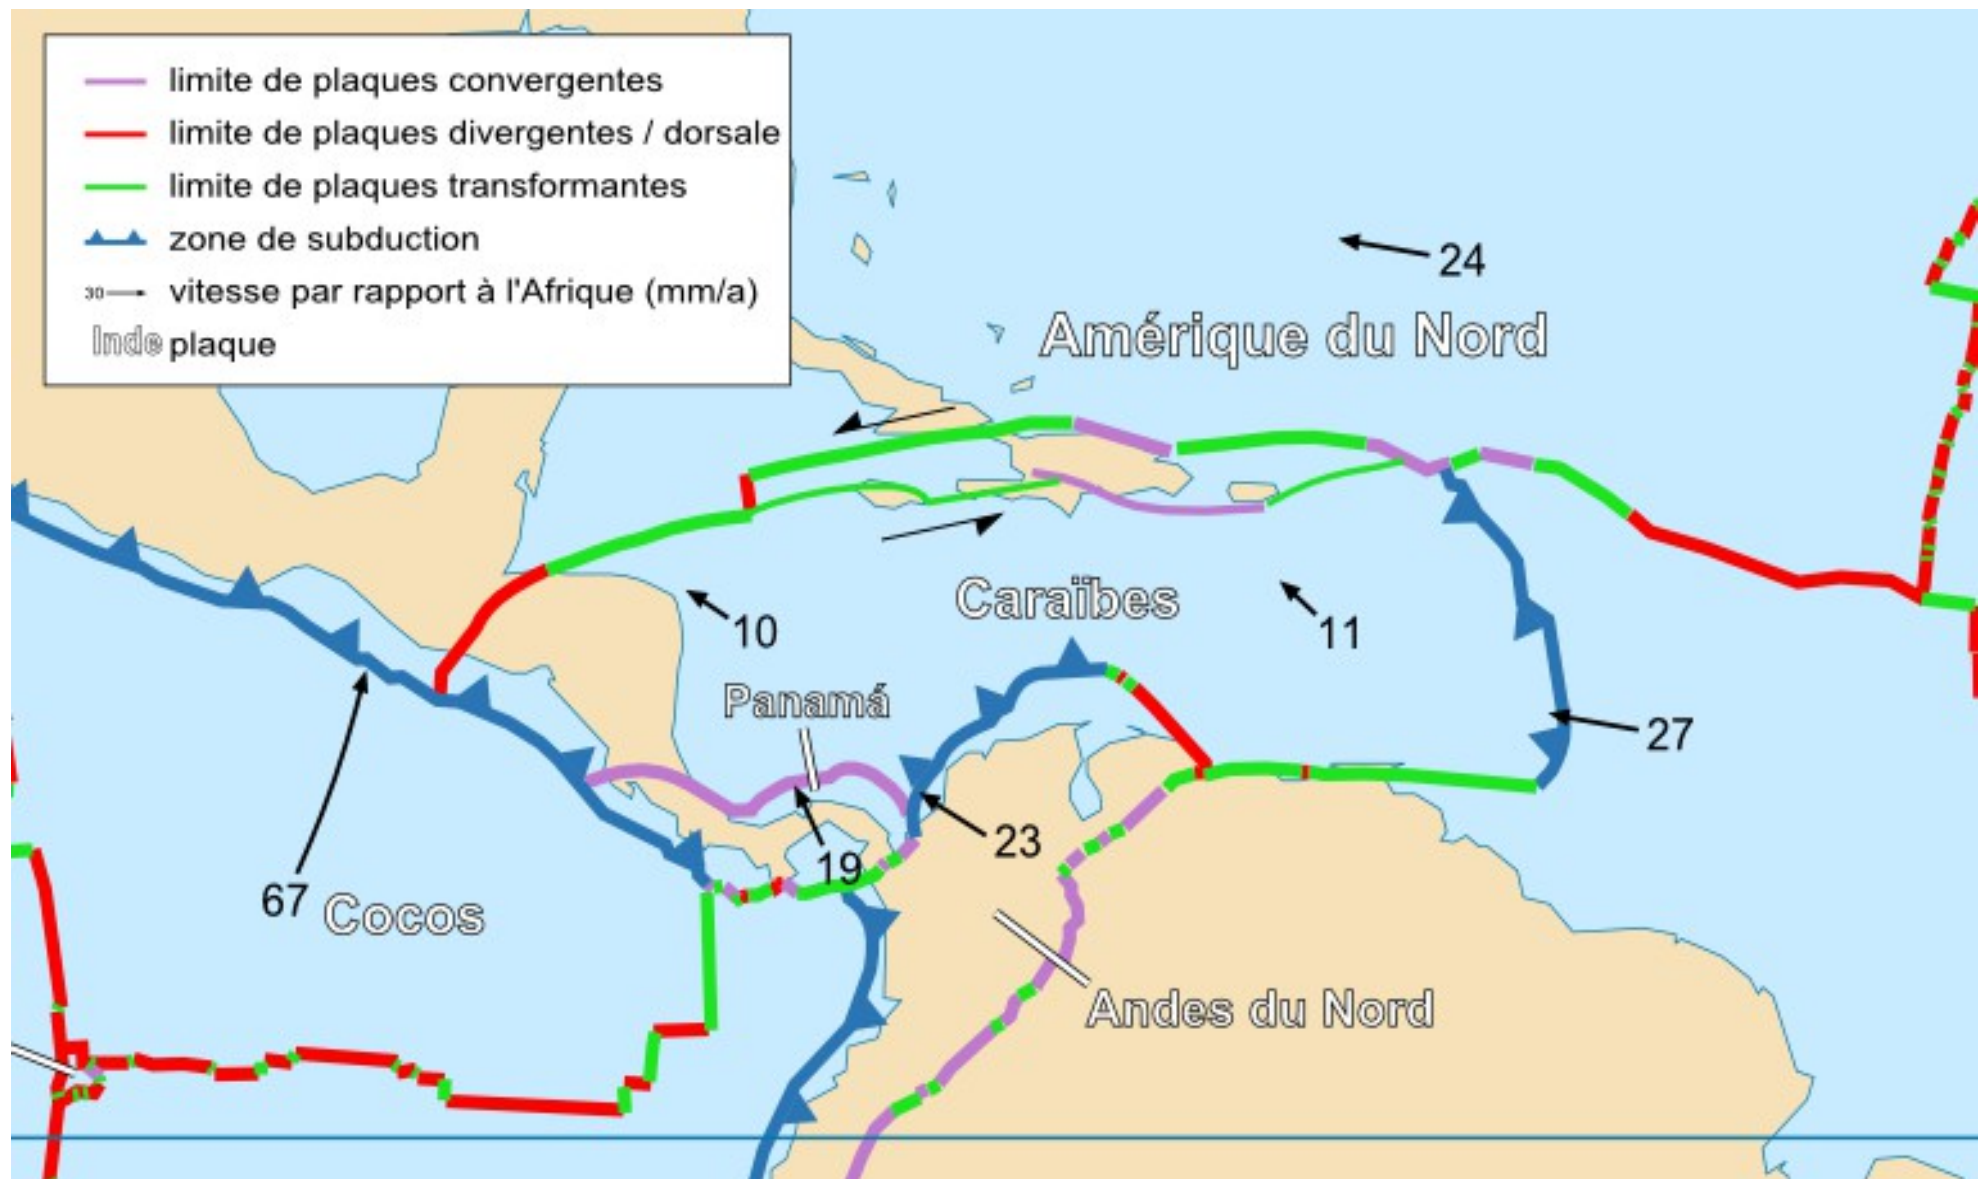 limite de plaques convergentes
limite de plaques divergentes / dorsale
limite de plaques transformantes
zone de subduction
30 vitesse par rapport à l'Afrique (mm/a)
Inde plaque
24
Amérique du Nord
Caraïbes
10
11
Panamá
27
23
19
67
Cocos
Andes du Nord